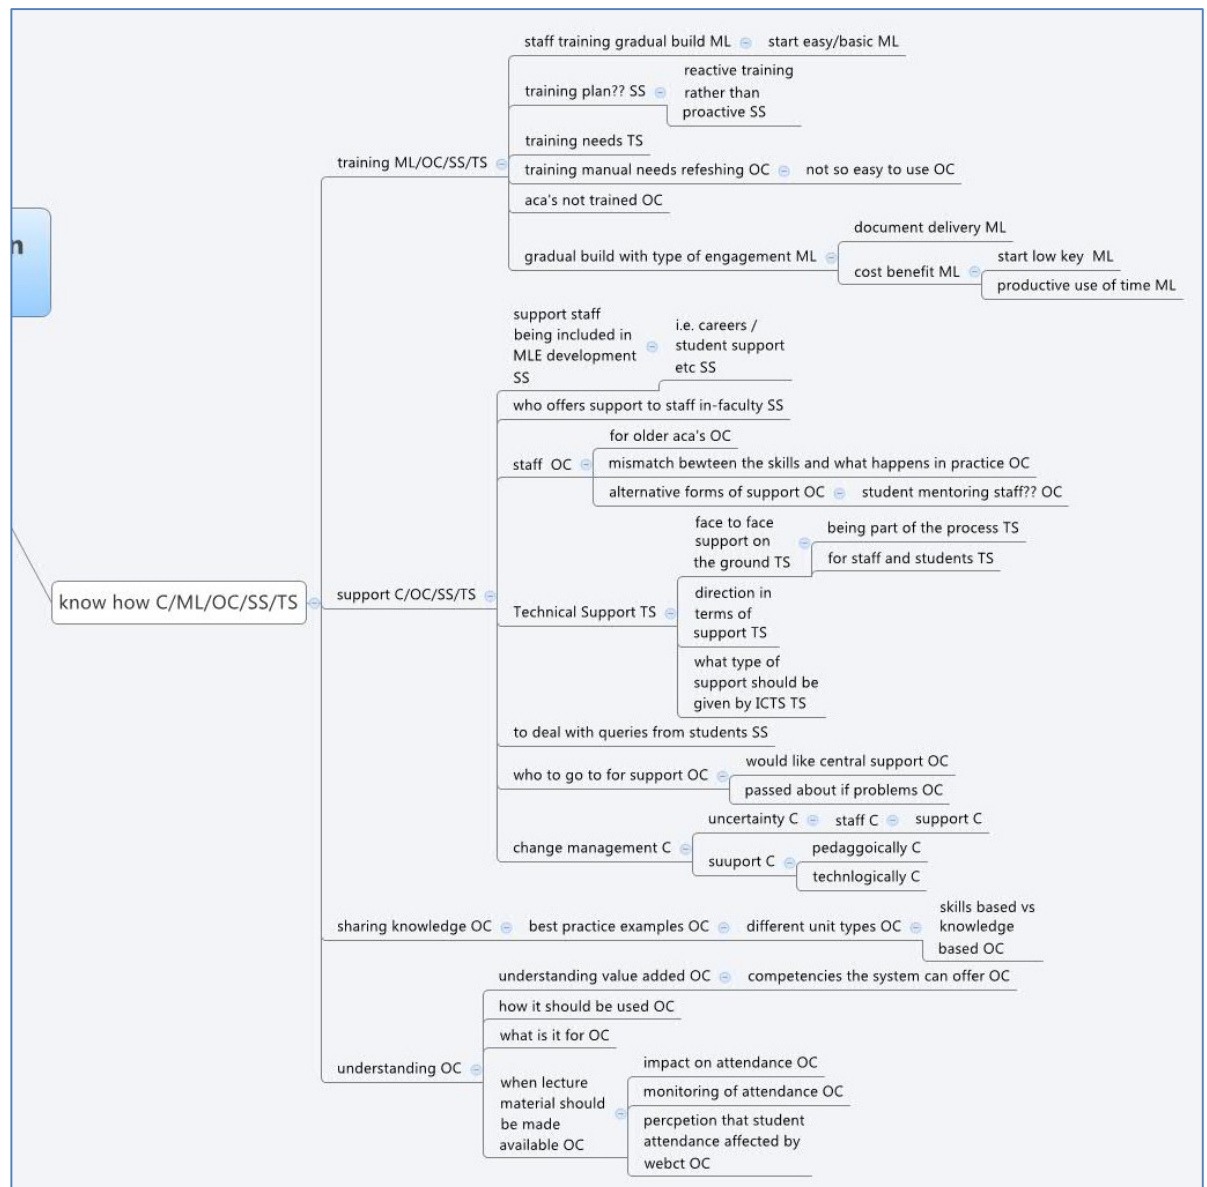 n
staff training gradual build ML
start easy/basic ML
training plan?? SS
reactive training
rather than
proactive SS
training needs TS
training ML/OC/SS/TS
training manual needs refeshing OC
not so easy to use OC
aca's not trained OC
gradual build with type of engagement ML
document delivery ML
cost benefit ML
start low key  ML
productive use of time ML
support staff
being included in
MLE development
SS
i.e. careers /
student support
etc SS
who offers support to staff in-faculty SS
staff  OC
for older aca's OC
mismatch bewteen the skills and what happens in practice OC
alternative forms of support OC
student mentoring staff?? OC
know how C/ML/OC/SS/TS
support C/OC/SS/TS
Technical Support TS
face to face
support on
the ground TS
being part of the process TS
for staff and students TS
direction in
terms of
support TS
what type of
support should be
given by ICTS TS
to deal with queries from students SS
who to go to for support OC
would like central support OC
passed about if problems OC
change management C
uncertainty C
staff C
support C
suuport C
pedaggoically C
technlogically C
sharing knowledge OC
best practice examples OC
different unit types OC
skills based vs
knowledge
based OC
understanding OC
understanding value added OC
competencies the system can offer OC
how it should be used OC
what is it for OC
when lecture
material should
be made
available OC
impact on attendance OC
monitoring of attendance OC
percpetion that student
attendance affected by
webct OC